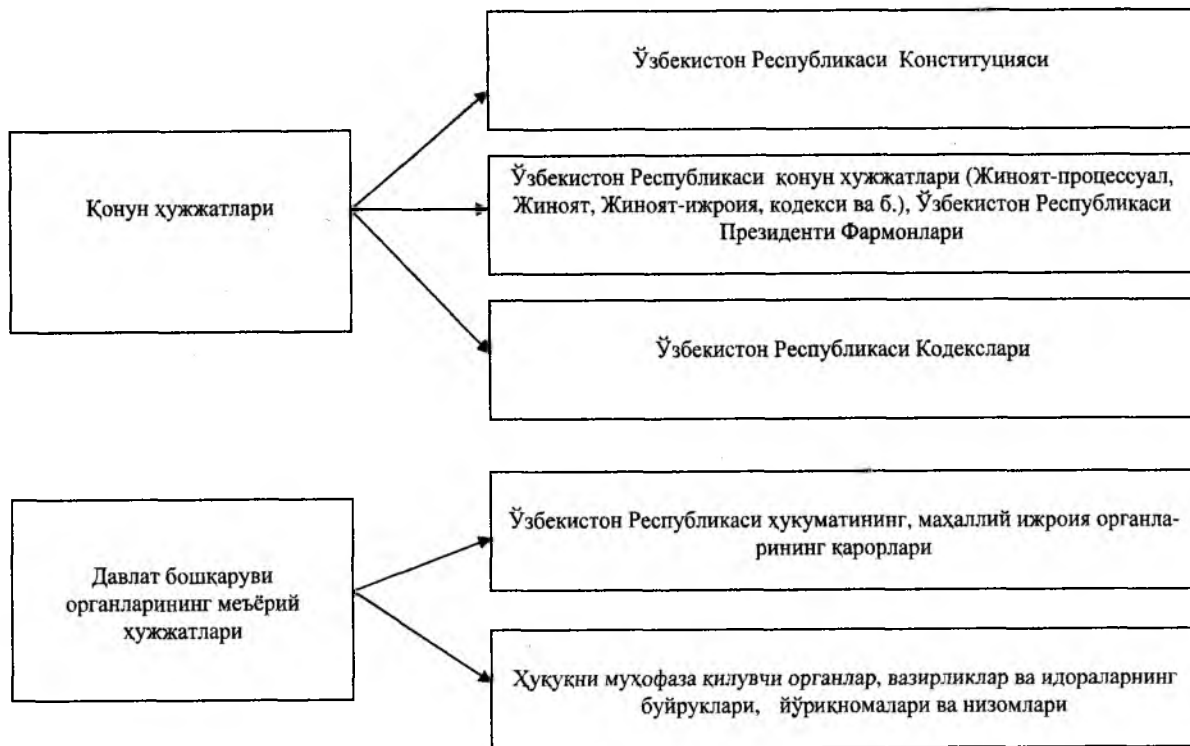 Ўзбекистон Республикаси Конституцияси
Қонун ҳужжатлари
Ўзбекистон Республикаси қонун ҳужжатлари (Жиноят-процессуал,
Жиноят, Жиноят-ижроия, кодекси ва б.), Ўзбекистон Республикаси
Президенти Фармонлари
Ўзбекистон Республикаси Кодекслари
Давлат бошқаруви
органларининг меъёрий
ҳужжатлари
Ўзбекистон Республикаси ҳукуматининг, маҳаллий ижроия органла-
рининг қарорлари
Ҳуқуқни муҳофаза қилувчи органлар, вазирликлар ва идораларнинг
буйруклари, йўриқномалари ва низомлари